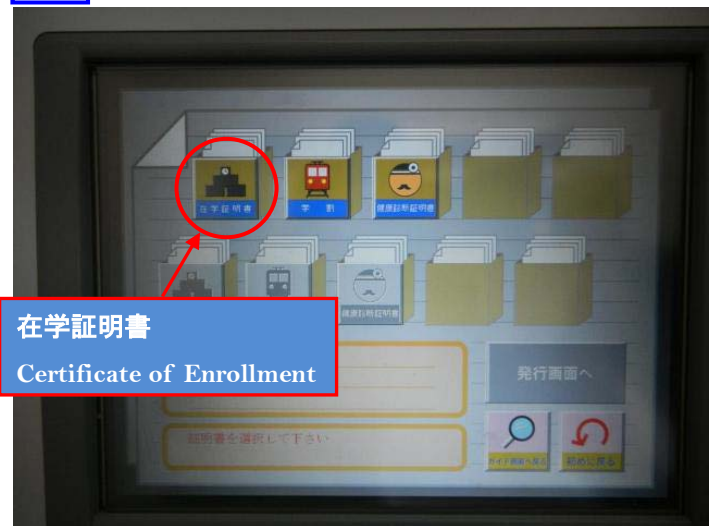 在学証明書
学 割
健康診断証明書
健康診断証明書
在学証明書
Certificate of Enrollment
発行画面へ
証明書を選択して下さい
ガイド画面へ戻る
初めに戻る